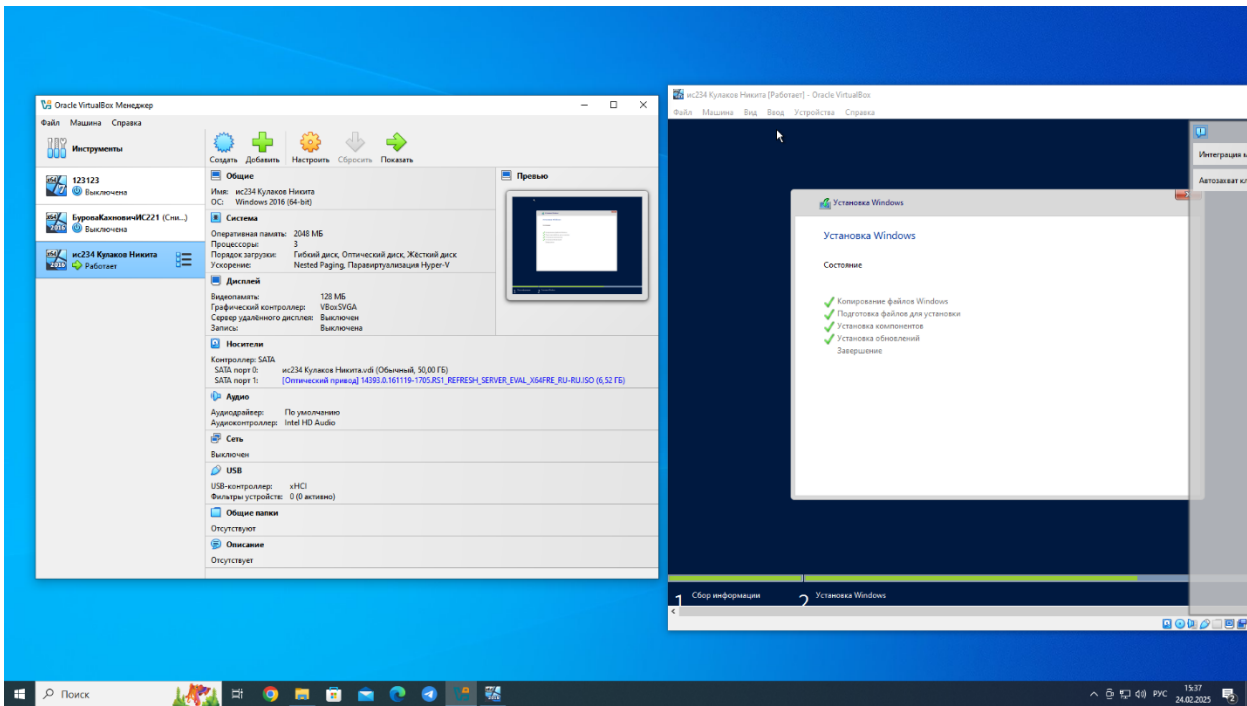 Oracle VirtualBox Менеджер
Файл Машина Справка
Инструменты
Создать Добавить Настроить Сбросить Показать
123123
Выключена
БуроваКахновичИС221 (Сни...)
Выключена
ис234 Кулаков Никита
Работает
Общие
Имя: ис234 Кулаков Никита
ОС: Windows 2016 (64-bit)
Система
Оперативная память: 2048 МБ
Процессоры: 3
Порядок загрузки: Гибкий диск, Оптический диск, Жёсткий диск
Ускорение: Nested Paging, Паравиртуализация Hyper-V
Дисплей
Видеопамять: 128 МБ
Графический контроллер: VBoxSVGA
Сервер удалённого дисплея: Выключен
Запись: Выключена
Носители
Контроллер: SATA
SATA порт 0: ис234 Кулаков Никита.vdi (Обычный, 50,00 ГБ)
SATA порт 1: [Оптический привод] 14393.0.161119-1705.RS1_REFRESH_SERVER_EVAL_X64FRE_RU-RU.ISO (6,52 ГБ)
Аудио
Аудиодрайвер: По умолчанию
Аудиоконтроллер: Intel HD Audio
Сеть
Выключен
USB
USB-контроллер: xHCI
Фильтры устройств: 0 (0 активно)
Общие папки
Отсутствуют
Описание
Отсутствует
Превью
ис234 Кулаков Никита [Работает] - Oracle VirtualBox
Файл Машина Вид Ввод Устройства Справка
Интеграция
Автозахват
Установка Windows
Установка Windows
Состояние
Копирование файлов Windows
Подготовка файлов для установки
Установка компонентов
Установка обновлений
Завершение
1 Сбор информации 2 Установка Windows
Поиск
РУС
15:37
24.02.2025